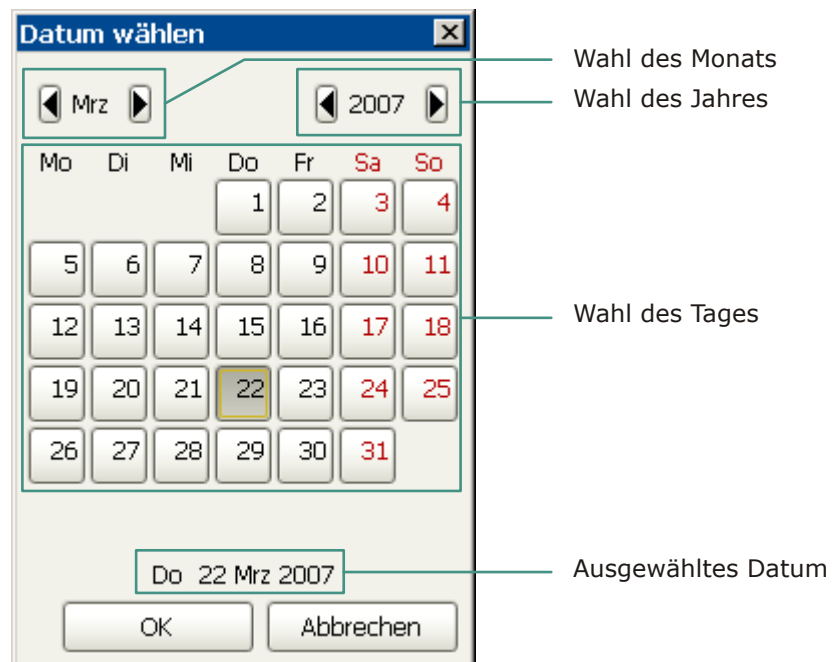 Datum wählen
Wahl des Monats
Mrz 2007
Wahl des Jahres
Mo Di Mi Do Fr Sa So
1 2 3 4
5 6 7 8 9 10 11
12 13 14 15 16 17 18
Wahl des Tages
19 20 21 22 23 24 25
26 27 28 29 30 31
Do 22 Mrz 2007
Ausgewähltes Datum
OK Abbrechen